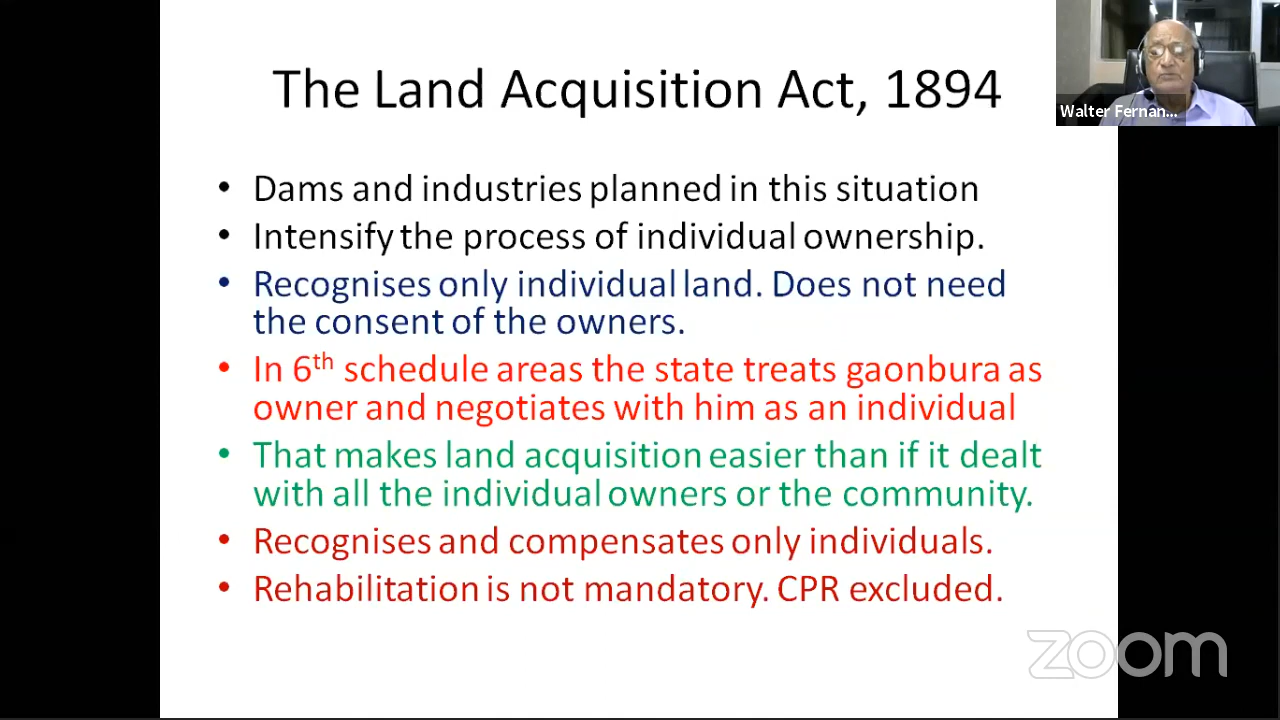 The Land Acquisition Act, 1894
Walter Fernan...
• Dams and industries planned in this situation
• Intensify the process of individual ownership.
• Recognises only individual land. Does not need
the consent of the owners.
• In 6th schedule areas the state treats gaonbura as
owner and negotiates with him as an individual
• That makes land acquisition easier than if it dealt
with all the individual owners or the community.
• Recognises and compensates only individuals.
• Rehabilitation is not mandatory. CPR excluded.
zoom